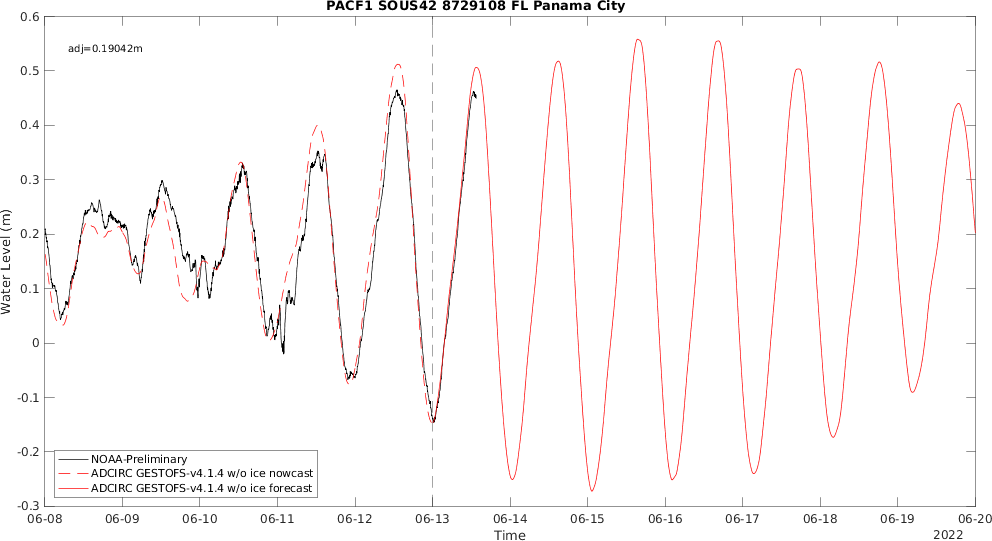 PACF1 SOUS42 8729108 FL Panama City
adj=0.19042m
Water Level (m)
0.6
0.5
0.4
0.3
0.2
0.1
0
-0.1
-0.2
-0.3
NOAA-Preliminary
ADCIRC GESTOFS-v4.1.4 w/o ice nowcast
ADCIRC GESTOFS-v4.1.4 w/o ice forecast
06-08 06-09 06-10 06-11 06-12 06-13 06-14 06-15 06-16 06-17 06-18 06-19 06-20
Time
2022